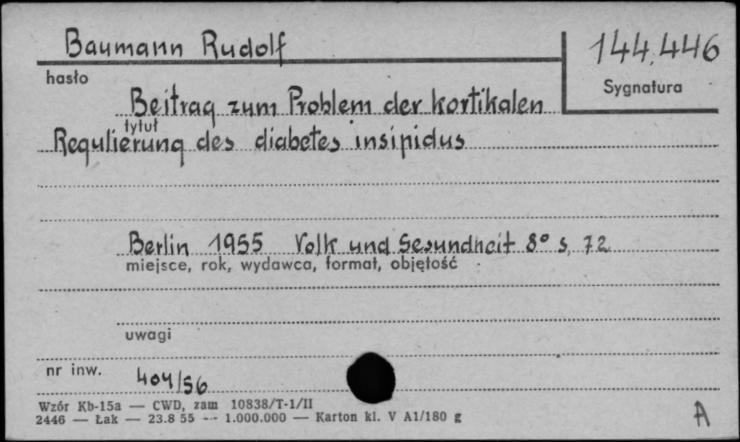 Baumann Rudolf
144.446
hasło
Sygnatura
Beitrag zum Problem der kortikalen
tytuł
Regulierung des diabetes insipidus
Berlin 1955 Volk und Gesundheit 8° s. 72
miejsce, rok, wydawca, format, objętość
uwagi
nr inw.
404/56
Wzór Kb-15a — CWD, zam 10838/T-1/II
2446 — Łak — 23.8 55 — 1.000.000 — Karton kl. V A1/180 g
A